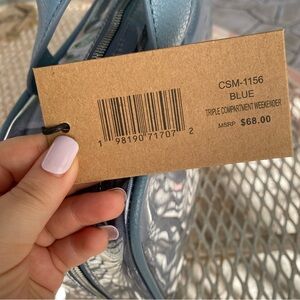 CSM-1156
BLUE
TRIPLE COMPARTMENT WEEKENDER
MSRP $68.00
1 98190 71707 2